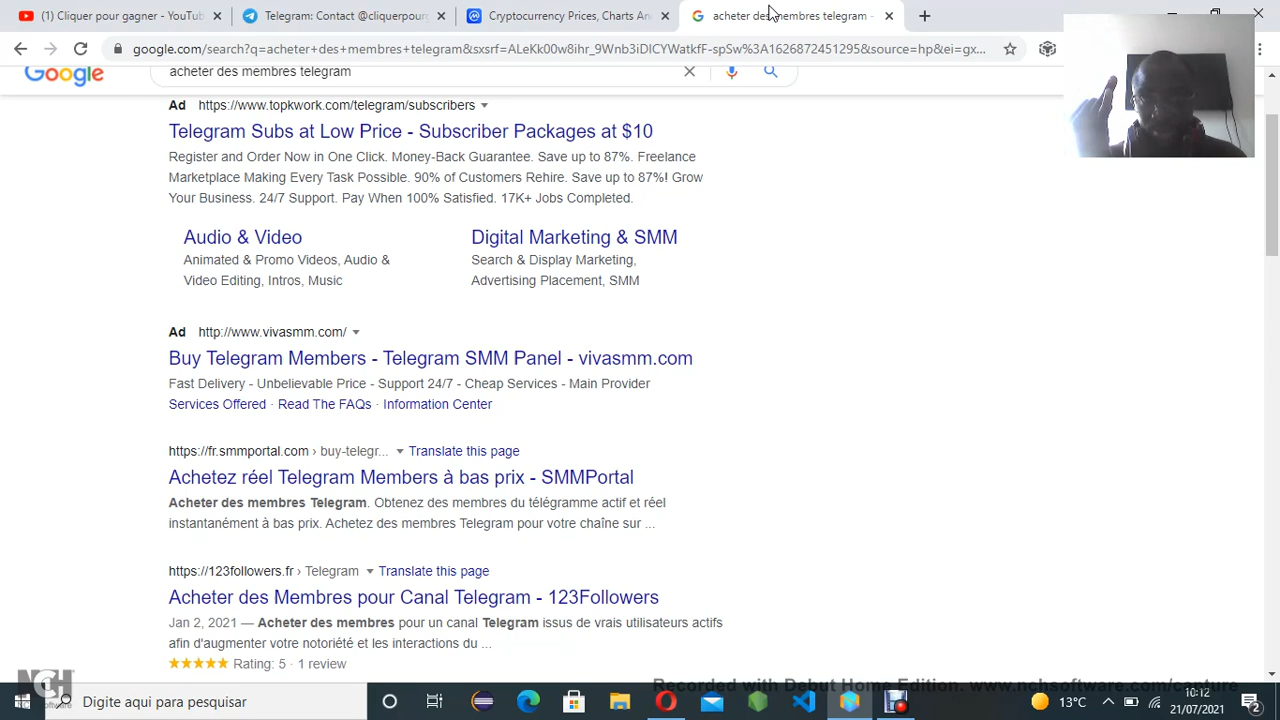 (1) Cliquer pour gagner - YouTub
Telegram: Contact @cliquerpourg
Cryptocurrency Prices, Charts An
acheter des membres telegram -
google.com/search?q=acheter+des+membres+telegram&sxsrf=ALeKk00w8ihr_9Wnb3iDlCYWatkfF-spSw%3A1626872451295&source=hp&ei=gx...
Google
acheter des membres telegram
Ad https://www.topkwork.com/telegram/subscribers
Telegram Subs at Low Price - Subscriber Packages at $10
Register and Order Now in One Click. Money-Back Guarantee. Save up to 87%. Freelance
Marketplace Making Every Task Possible. 90% of Customers Rehire. Save up to 87%! Grow
Your Business. 24/7 Support. Pay When 100% Satisfied. 17K+ Jobs Completed.
Audio & Video
Animated & Promo Videos, Audio &
Video Editing, Intros, Music
Digital Marketing & SMM
Search & Display Marketing,
Advertising Placement, SMM
Ad http://www.vivasmm.com/
Buy Telegram Members - Telegram SMM Panel - vivasmm.com
Fast Delivery - Unbelievable Price - Support 24/7 - Cheap Services - Main Provider
Services Offered · Read The FAQs · Information Center
https://fr.smmportal.com › buy-telegr... Translate this page
Achetez réel Telegram Members à bas prix - SMMPortal
Acheter des membres Telegram. Obtenez des membres du télégramme actif et réel
instantanément à bas prix. Achetez des membres Telegram pour votre chaîne sur ...
https://123followers.fr › Telegram Translate this page
Acheter des Membres pour Canal Telegram - 123Followers
Jan 2, 2021 — Acheter des membres pour un canal Telegram issus de vrais utilisateurs actifs
afin d'augmenter votre notoriété et les interactions du ...
Rating: 5 · 1 review
NCH
software
Recorded with Debut Home Edition. www.nchsoftware.com/capture
Digite aqui para pesquisar
13°C
10:12
21/07/2021
2